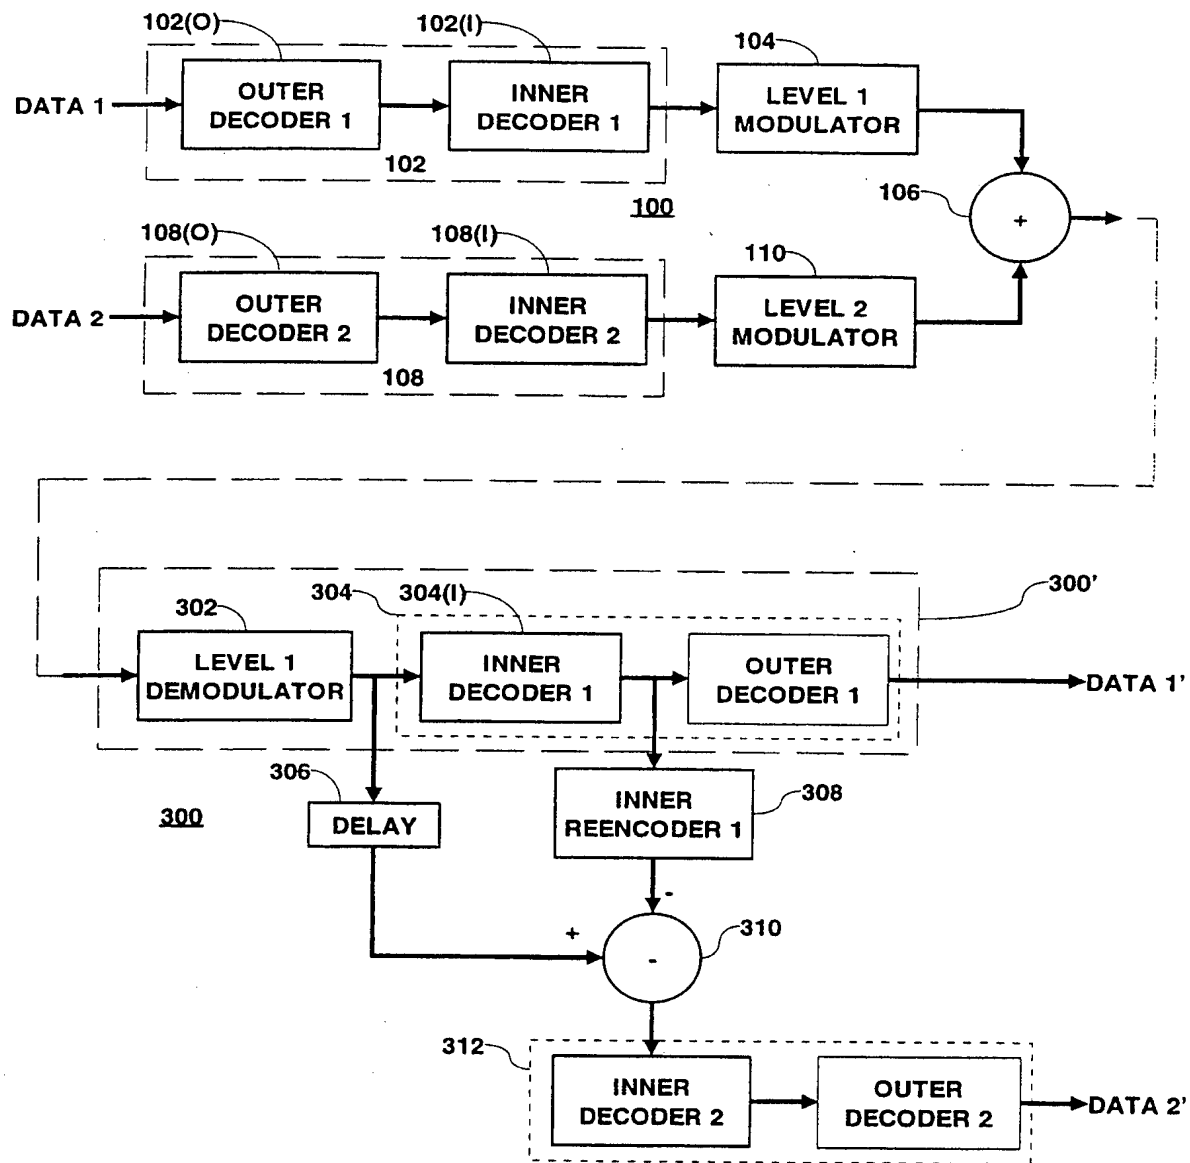 102(O)
102(I)
104
DATA 1
OUTER
DECODER 1
INNER
DECODER 1
LEVEL 1
MODULATOR
102
100
106
+
108(O)
108(I)
110
DATA 2
OUTER
DECODER 2
INNER
DECODER 2
LEVEL 2
MODULATOR
108
300'
302
304
304(I)
LEVEL 1
DEMODULATOR
INNER
DECODER 1
OUTER
DECODER 1
DATA 1'
306
300
DELAY
INNER
REENCODER 1
308
-
+
-
310
312
INNER
DECODER 2
OUTER
DECODER 2
DATA 2'